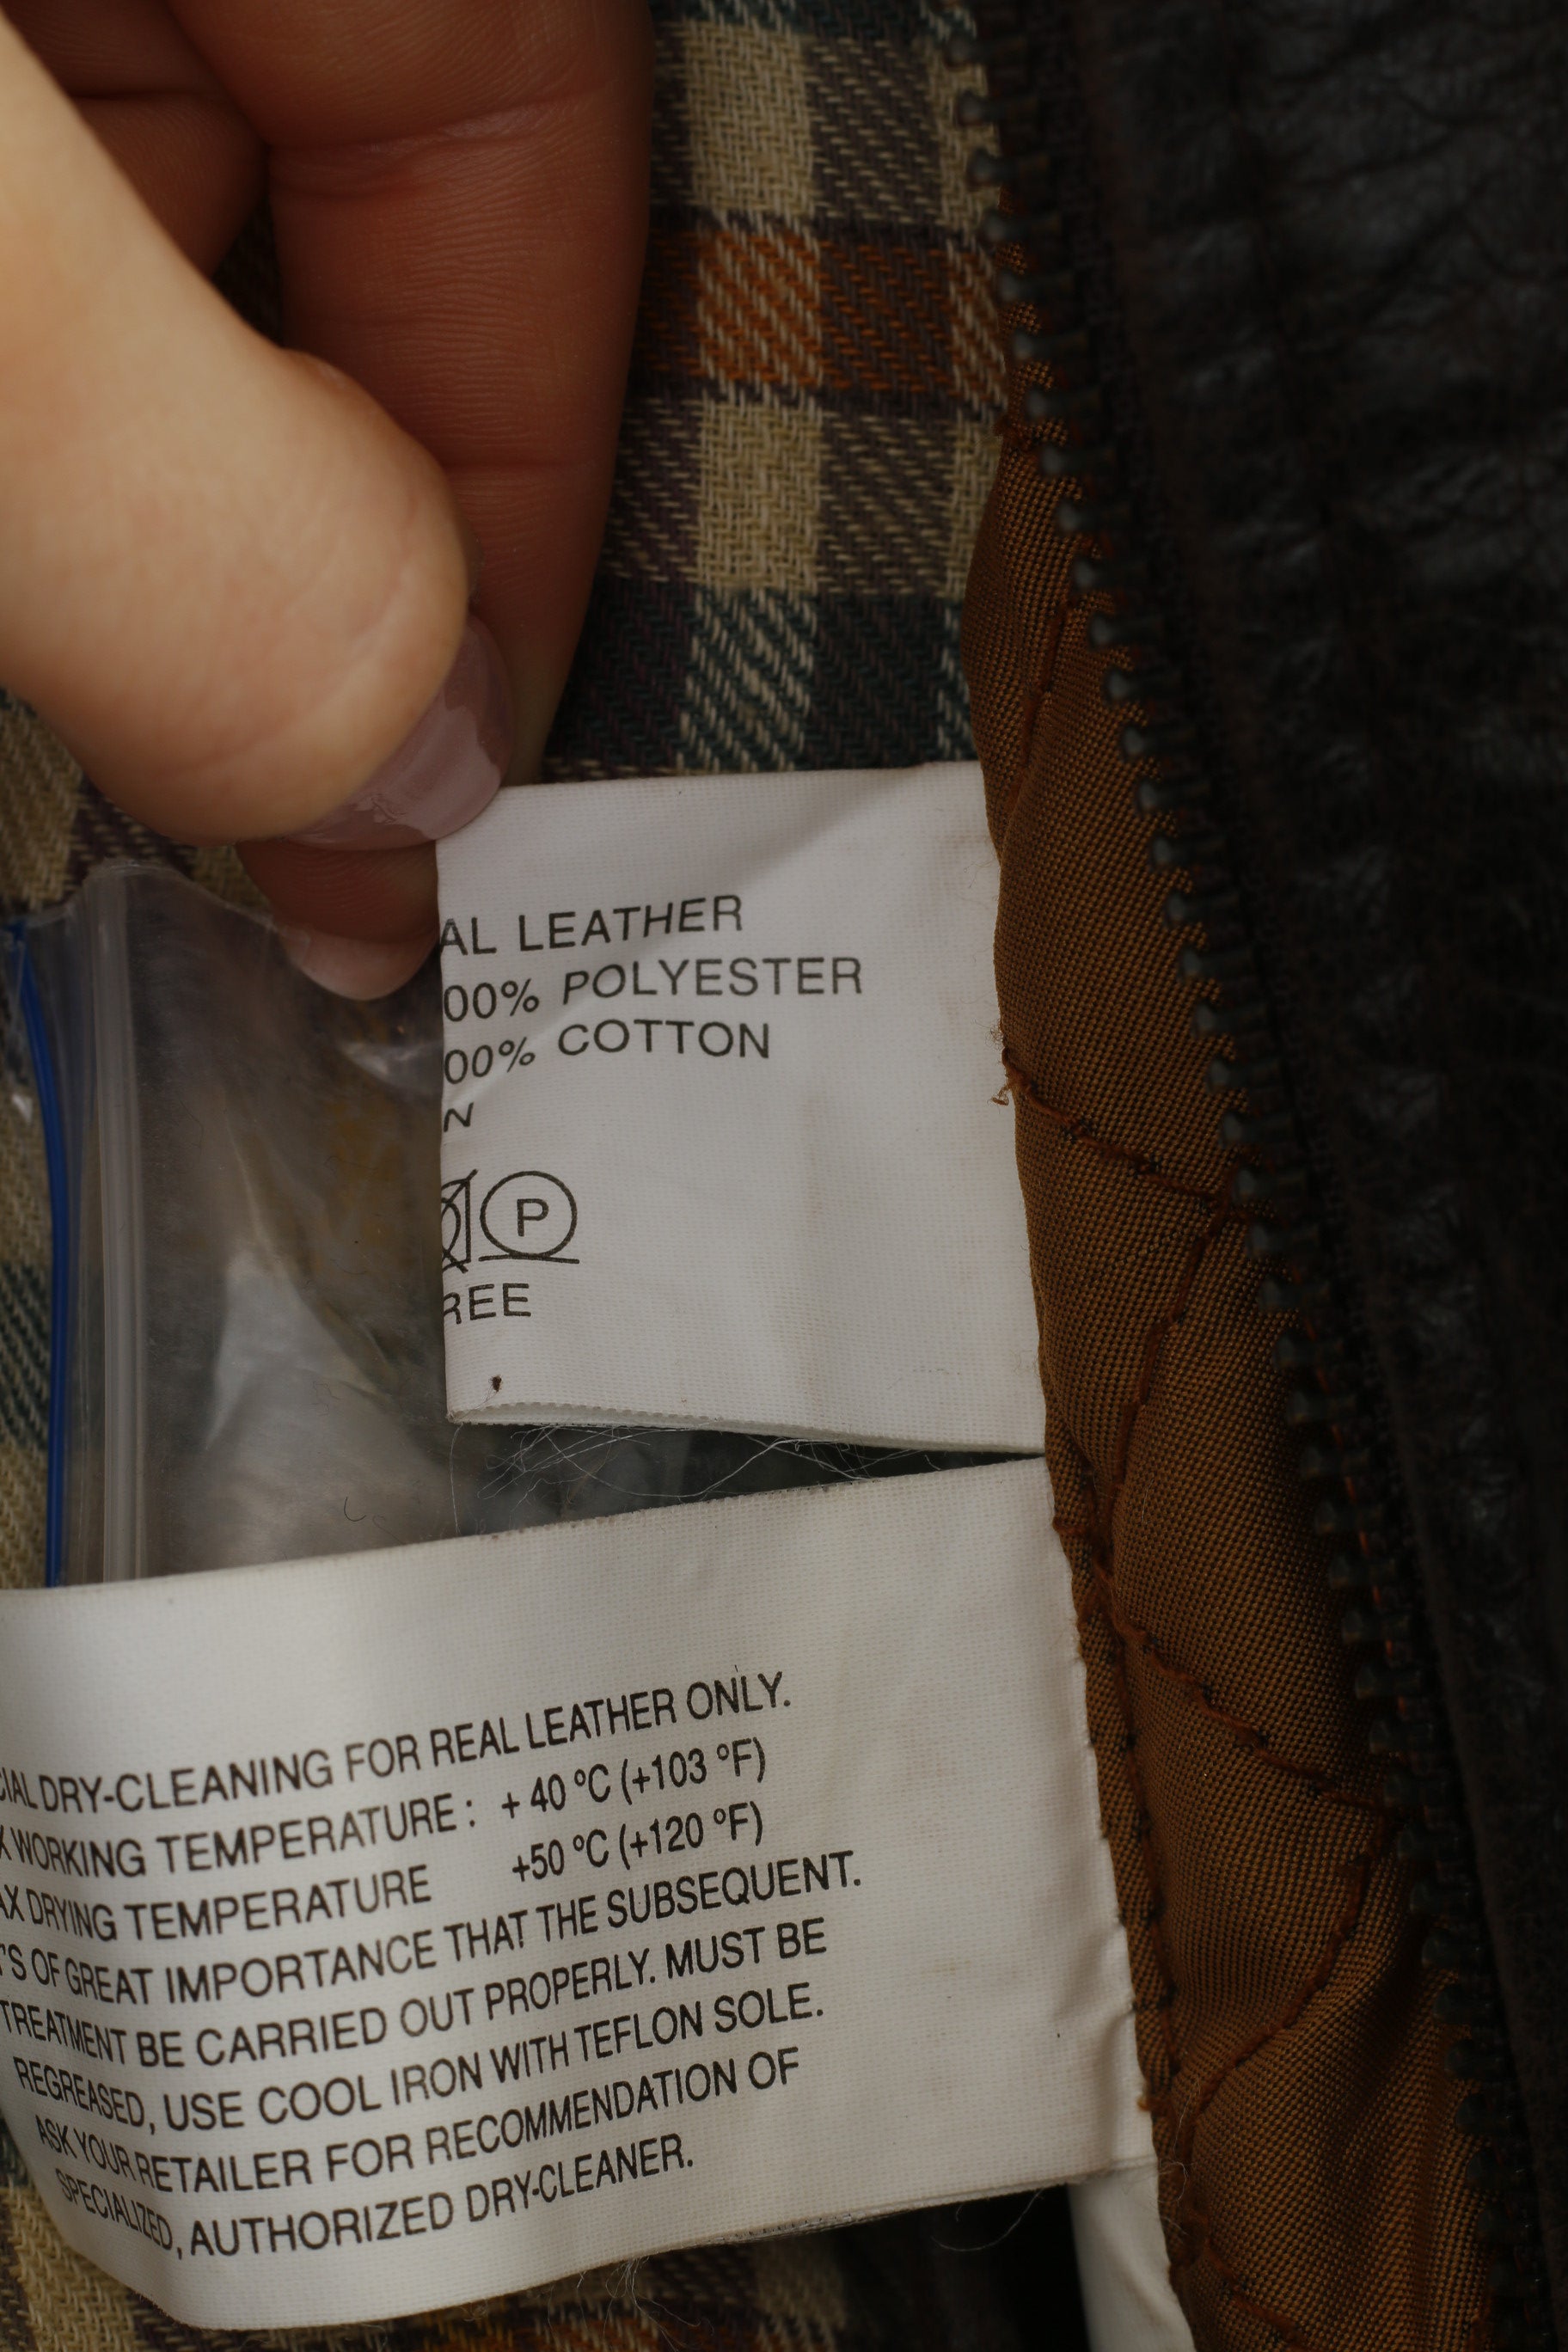 AL LEATHER
00% POLYESTER
00% COTTON
N
P
REE
CIAL DRY-CLEANING FOR REAL LEATHER ONLY.
X WORKING TEMPERATURE : + 40 °C (+103 °F)
AX DRYING TEMPERATURE +50 °C (+120 °F)
T'S OF GREAT IMPORTANCE THAT THE SUBSEQUENT.
TREATMENT BE CARRIED OUT PROPERLY. MUST BE
REGREASED, USE COOL IRON WITH TEFLON SOLE.
ASK YOUR RETAILER FOR RECOMMENDATION OF
SPECIALIZED, AUTHORIZED DRY-CLEANER.